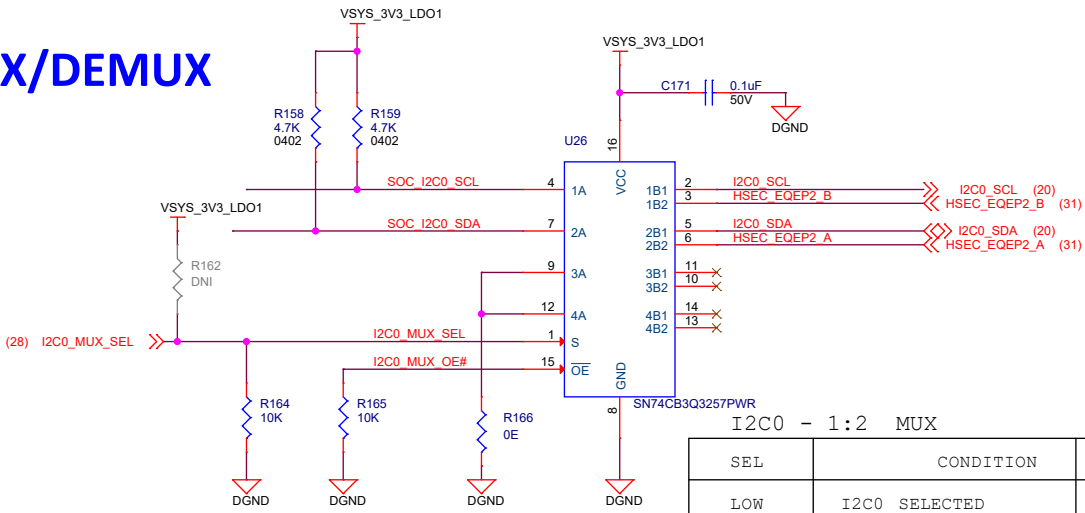 X/DEMUX
VSYS_3V3_LDO1
VSYS_3V3_LDO1
C171 0.1uF
50V
DGND
R158
4.7K
0402
R159
4.7K
0402
U26
16
VCC
SOC_I2C0_SCL 4 1A
1B1 2 I2C0_SCL I2C0_SCL (20)
1B2 3 HSEC_EQEP2_B HSEC_EQEP2_B (31)
VSYS_3V3_LDO1
SOC_I2C0_SDA 7 2A
2B1 5 I2C0_SDA I2C0_SDA (20)
2B2 6 HSEC_EQEP2_A HSEC_EQEP2_A (31)
R162
DNI
9 3A
3B1 11
3B2 10
12 4A
4B1 14
4B2 13
(28) I2C0_MUX_SEL I2C0_MUX_SEL 1 S
I2C0_MUX_OE# 15 OE
GND
8
SN74CB3Q3257PWR
R164
10K
R165
10K
R166
0E
DGND
DGND
DGND
DGND
I2C0 - 1:2 MUX
SEL CONDITION
LOW I2C0 SELECTED